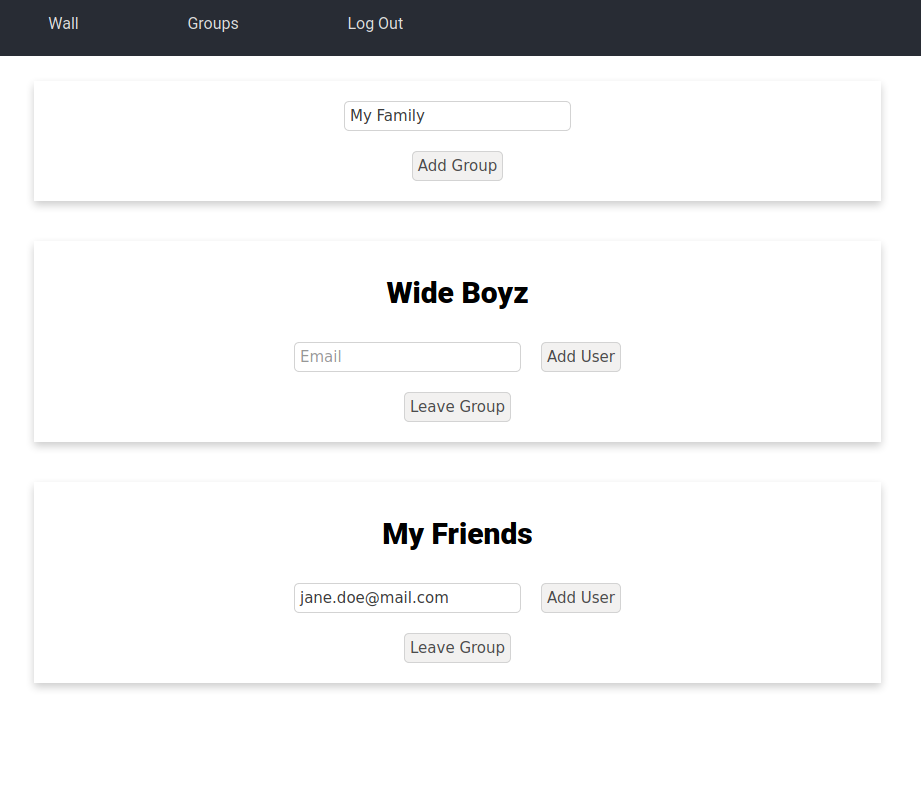 Wall Groups Log Out
My Family
Add Group
Wide Boyz
Email Add User
Leave Group
My Friends
jane.doe@mail.com Add User
Leave Group